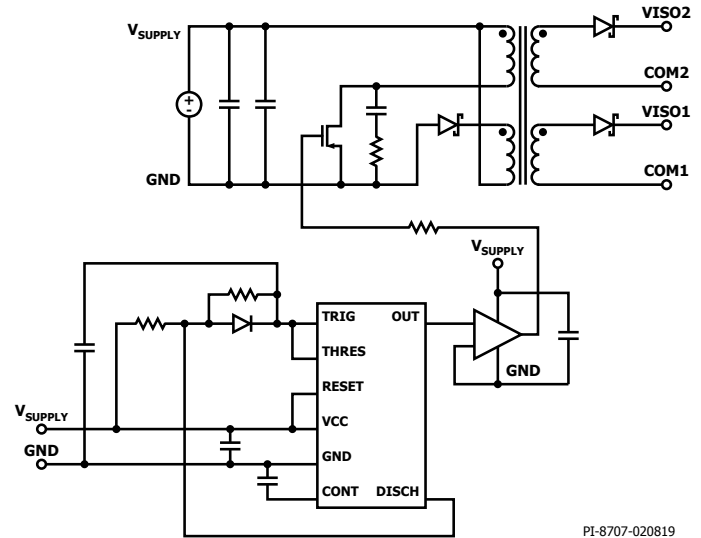 VISO2
VSUPPLY
COM2
+
-
VISO1
GND
COM1
VSUPPLY
TRIG OUT
THRES
GND
RESET
VSUPPLY
VCC
GND
GND
CONT DISCH
PI-8707-020819